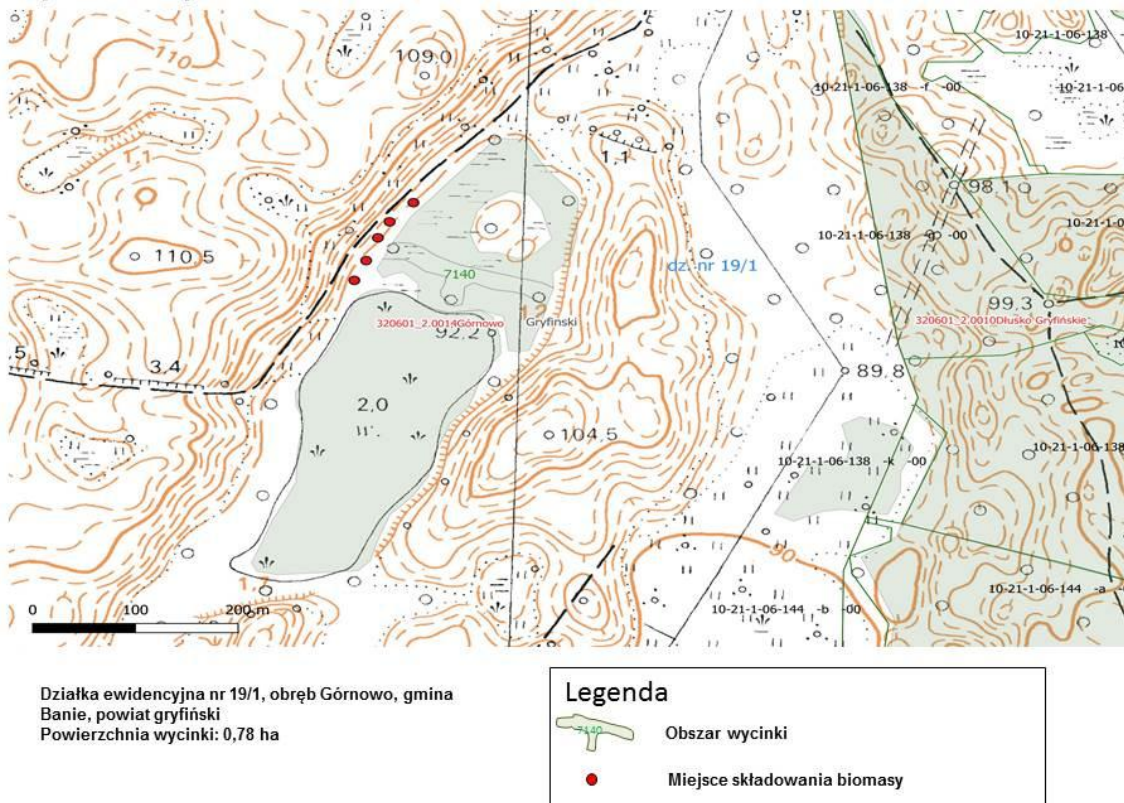 110
109,0
1,1
1,1
110,5
98,1
99,3
10-21-1-06-138 -f -00
10-21-1-06-138
10-21-1-06-138 -00
dz. nr 19/1
7140
320601_2.0014Górnowo
Gryfiński
320601_2.0010Dłusko Gryfińskie
92,2
5
3,4
89,8
2,0
104,5
10-21-1-06-138 -k -00
10-21-1-06-138
90
1,7
10-21-1-06-144 -a
10-21-1-06-144 -b -00
0 100 200 m
Działka ewidencyjna nr 19/1, obręb Górnowo, gmina
Banie, powiat gryfiński
Powierzchnia wycinki: 0,78 ha
Legenda
7140
Obszar wycinki
Miejsce składowania biomasy